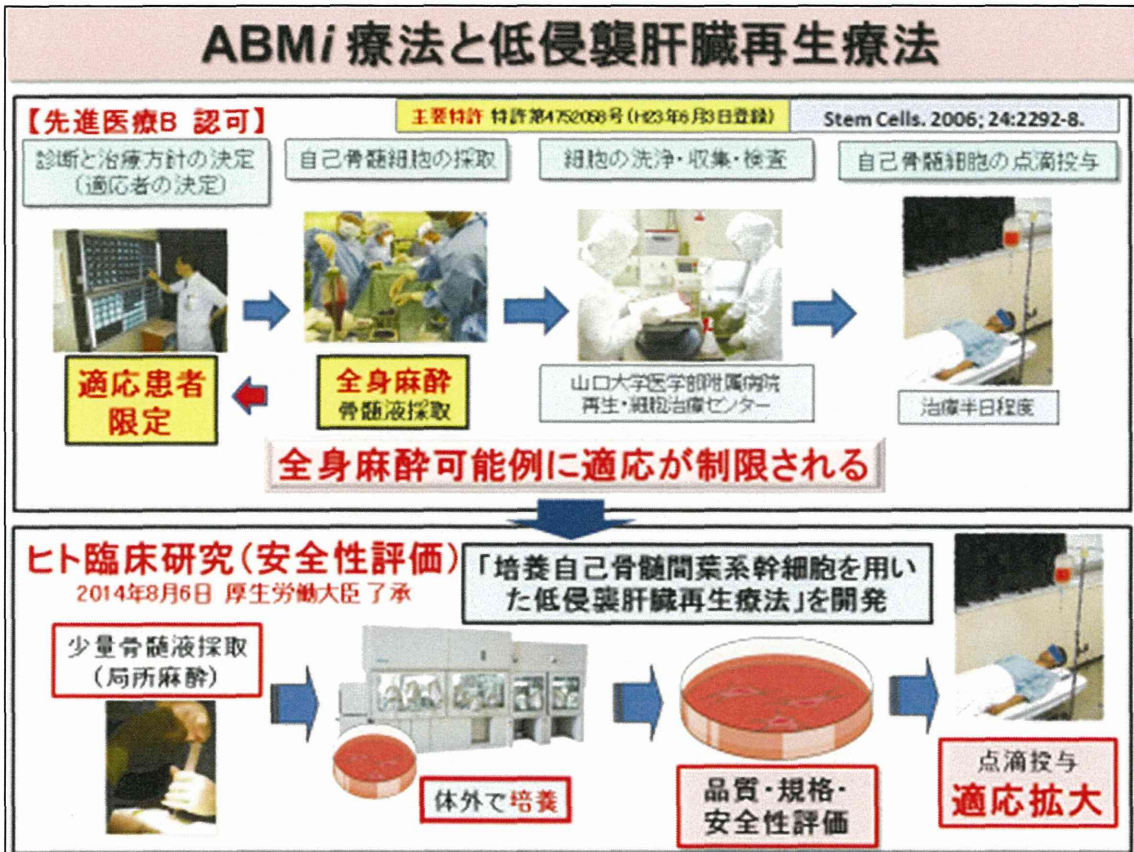 ABMi 療法と低侵襲肝臓再生療法
【先進医療B 認可】
主要特許 特許第4752058号(H23年6月3日登録)
Stem Cells. 2006; 24:2292-8.
診断と治療方針の決定
(適応者の決定)
自己骨髄細胞の採取
細胞の洗浄・収集・検査
自己骨髄細胞の点滴投与
適応患者
限定
全身麻酔
骨髄液採取
山口大学医学部附属病院
再生・細胞治療センター
治療半日程度
全身麻酔可能例に適応が制限される
ヒト臨床研究(安全性評価)
2014年8月6日 厚生労働大臣 了承
「培養自己骨髄間葉系幹細胞を用い
た低侵襲肝臓再生療法」を開発
少量骨髄液採取
(局所麻酔)
体外で培養
品質・規格・
安全性評価
点滴投与
適応拡大